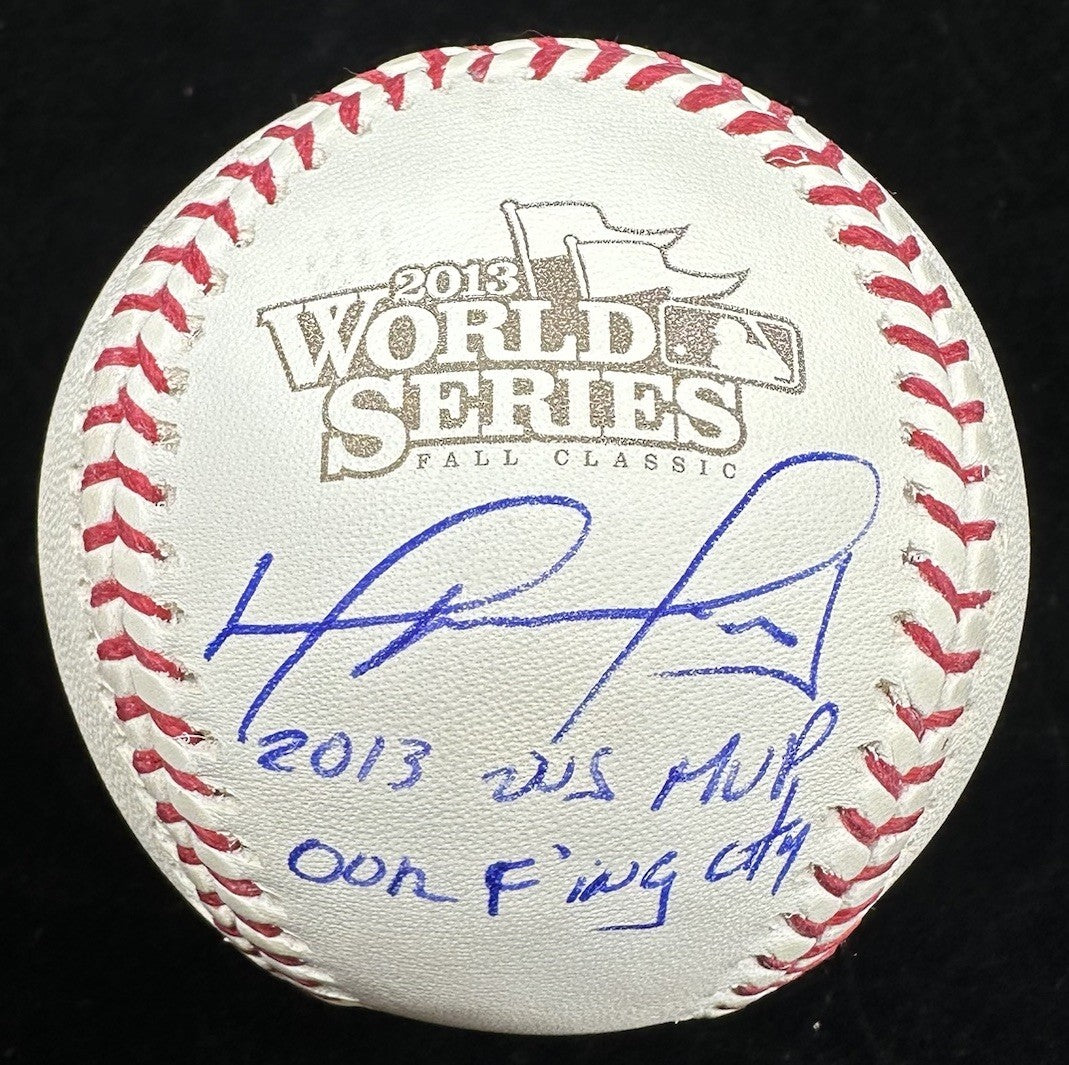 2013
WORLD
SERIES
FALL CLASSIC
2013 WS MVP
OUR F'ing city